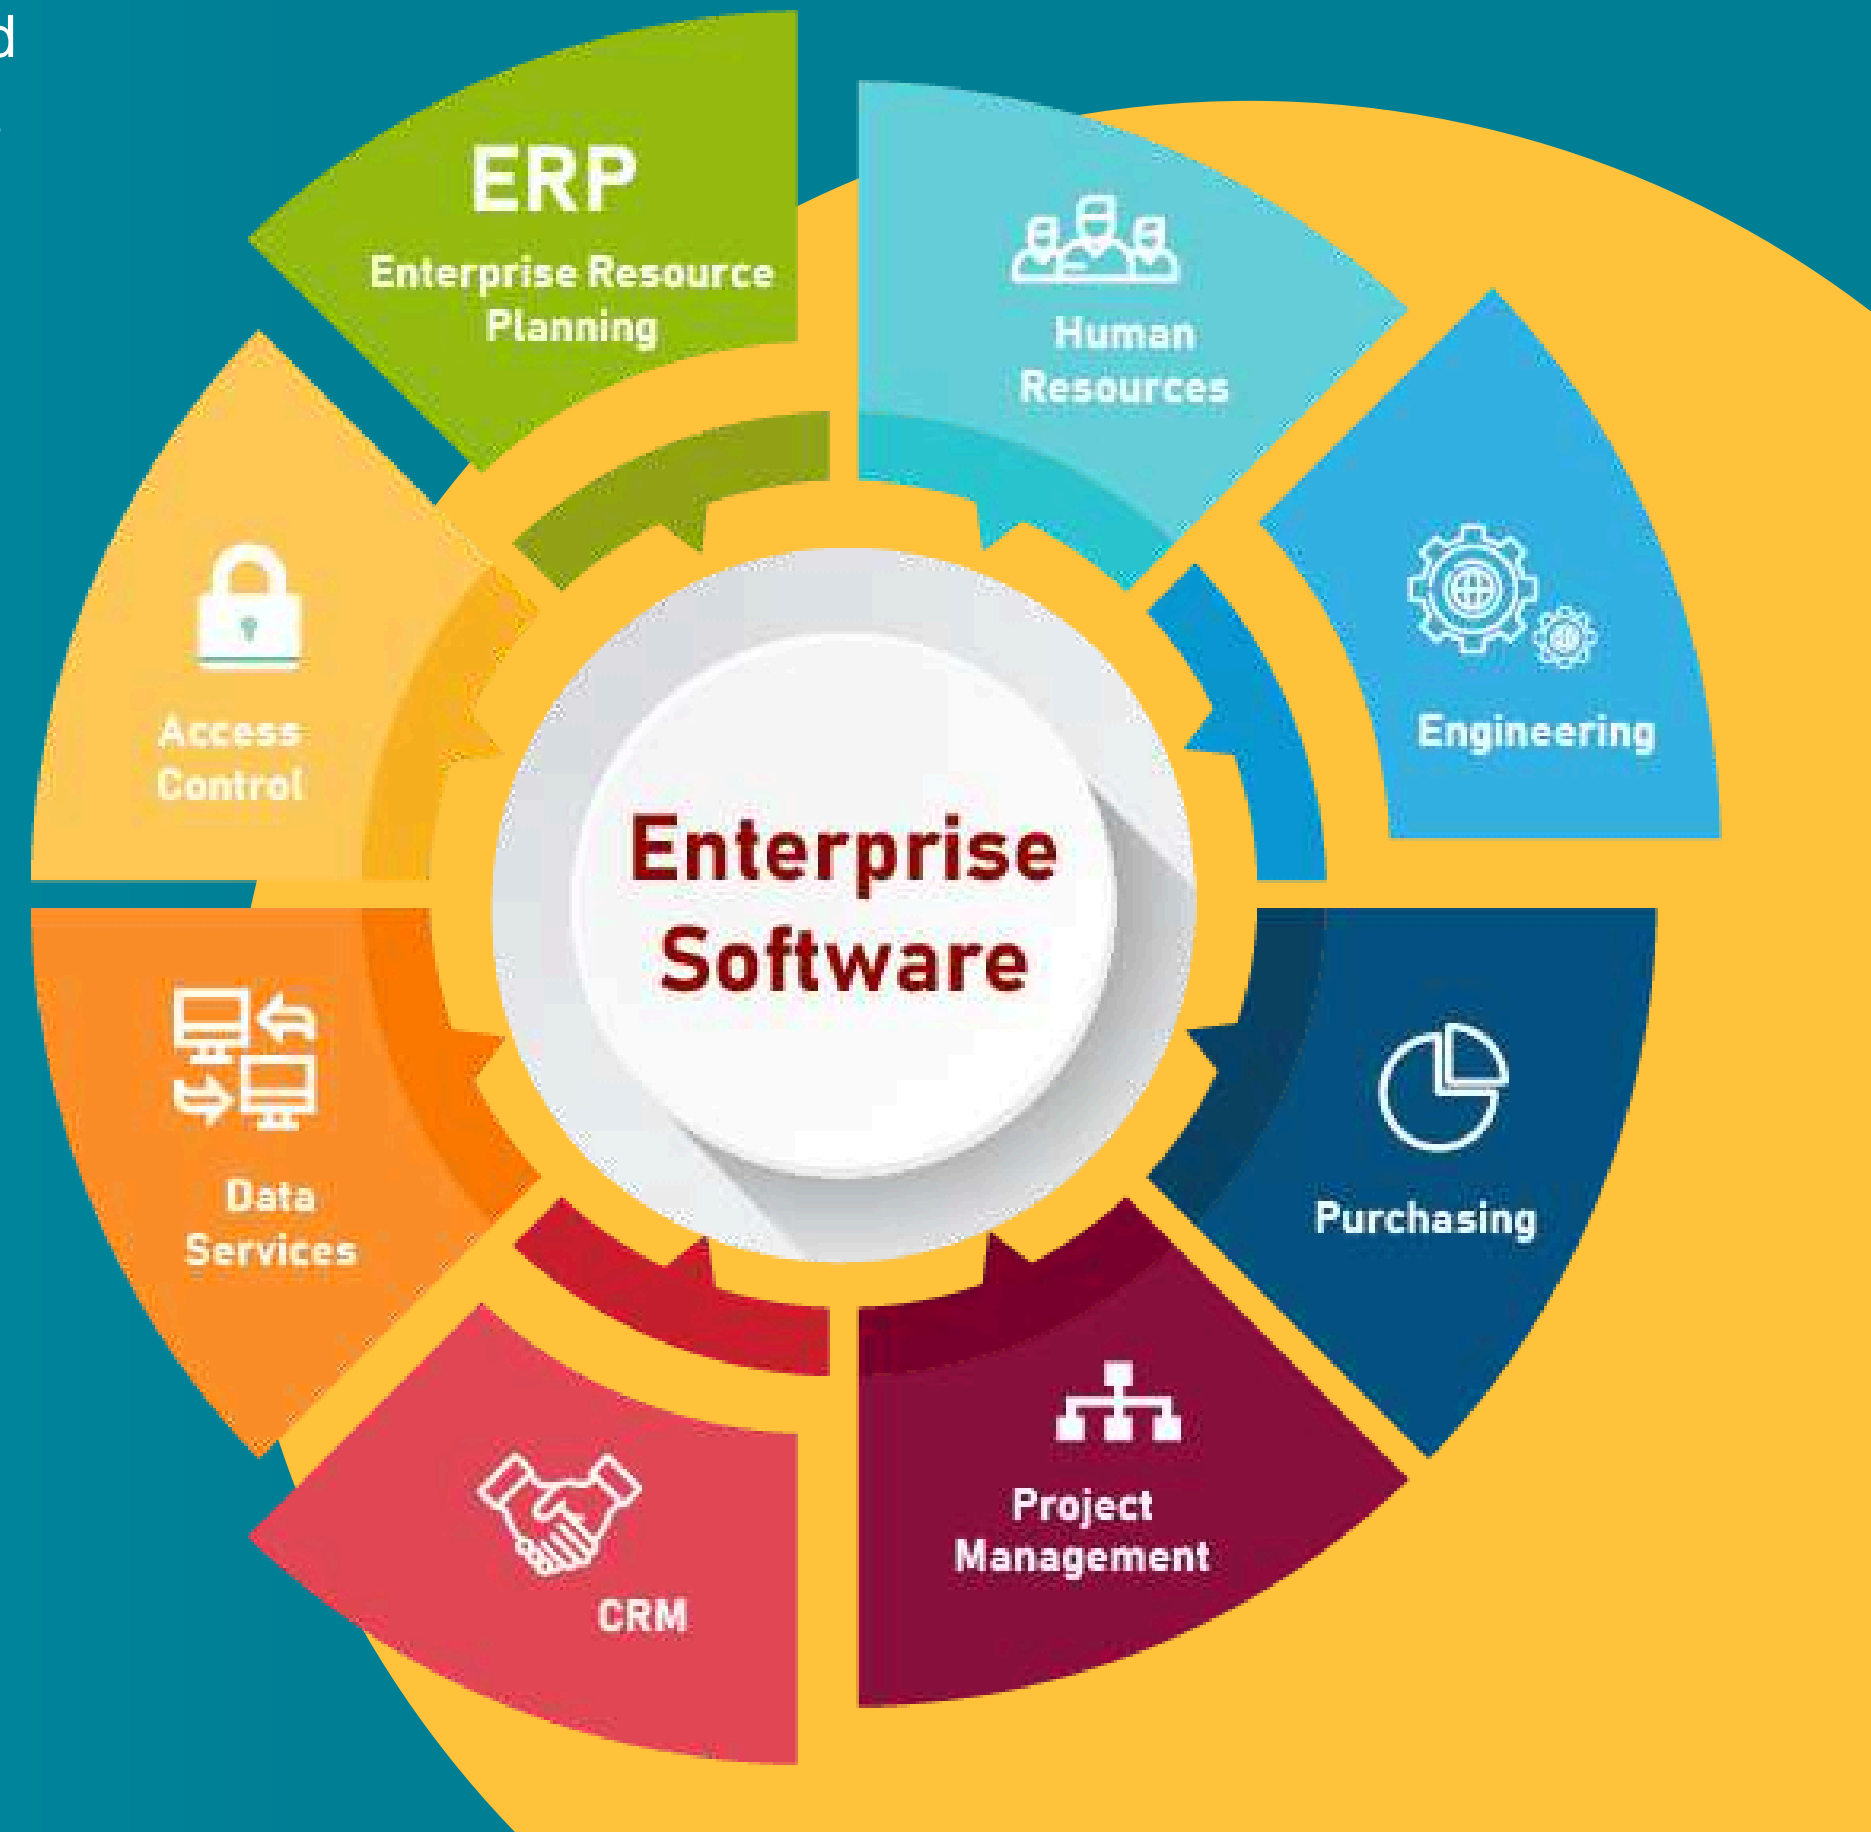 d
ERP
Enterprise Resource
Planning
Human
Resources
Engineering
Purchasing
Project
Management
CRM
Data
Services
Access
Control
Enterprise
Software